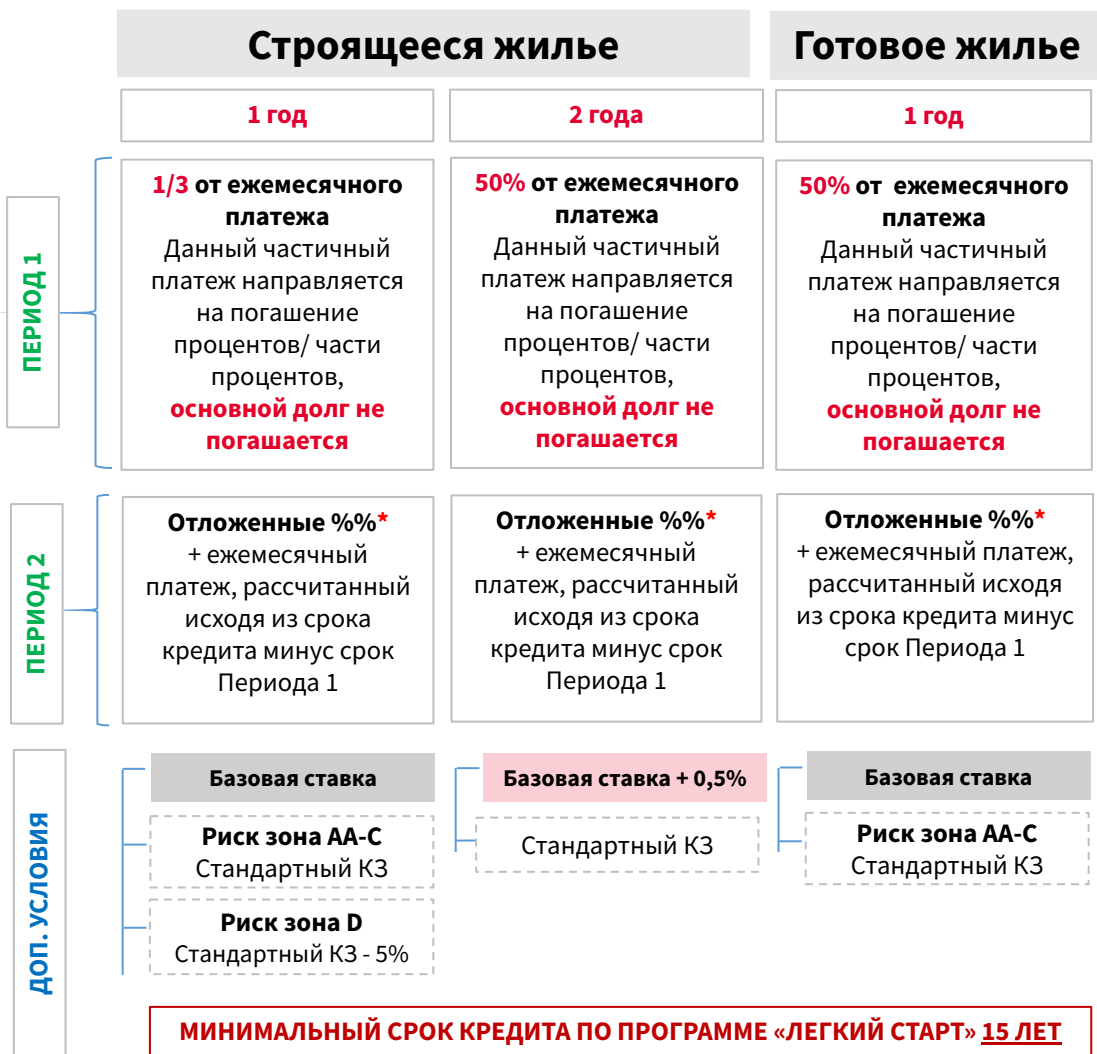 Строящееся жилье
Готовое жилье
1 год
2 года
1 год
ПЕРИОД 1
1/3 от ежемесячного
платежа
Данный частичный
платеж направляется
на погашение
процентов/ части
процентов,
основной долг не
погашается
50% от ежемесячного
платежа
Данный частичный
платеж направляется
на погашение
процентов/ части
процентов,
основной долг не
погашается
50% от ежемесячного
платежа
Данный частичный
платеж направляется
на погашение
процентов/ части
процентов,
основной долг не
погашается
ПЕРИОД 2
Отложенные %%*
+ ежемесячный
платеж, рассчитанный
исходя из срока
кредита минус срок
Периода 1
Отложенные %%*
+ ежемесячный
платеж, рассчитанный
исходя из срока
кредита минус срок
Периода 1
Отложенные %%*
+ ежемесячный платеж,
рассчитанный исходя
из срока кредита минус
срок Периода 1
ДОП. УСЛОВИЯ
Базовая ставка
Риск зона АА-С
Стандартный КЗ
Риск зона D
Стандартный КЗ - 5%
Базовая ставка + 0,5%
Стандартный КЗ
Базовая ставка
Риск зона АА-С
Стандартный КЗ
МИНИМАЛЬНЫЙ СРОК КРЕДИТА ПО ПРОГРАММЕ «ЛЕГКИЙ СТАРТ» 15 ЛЕТ